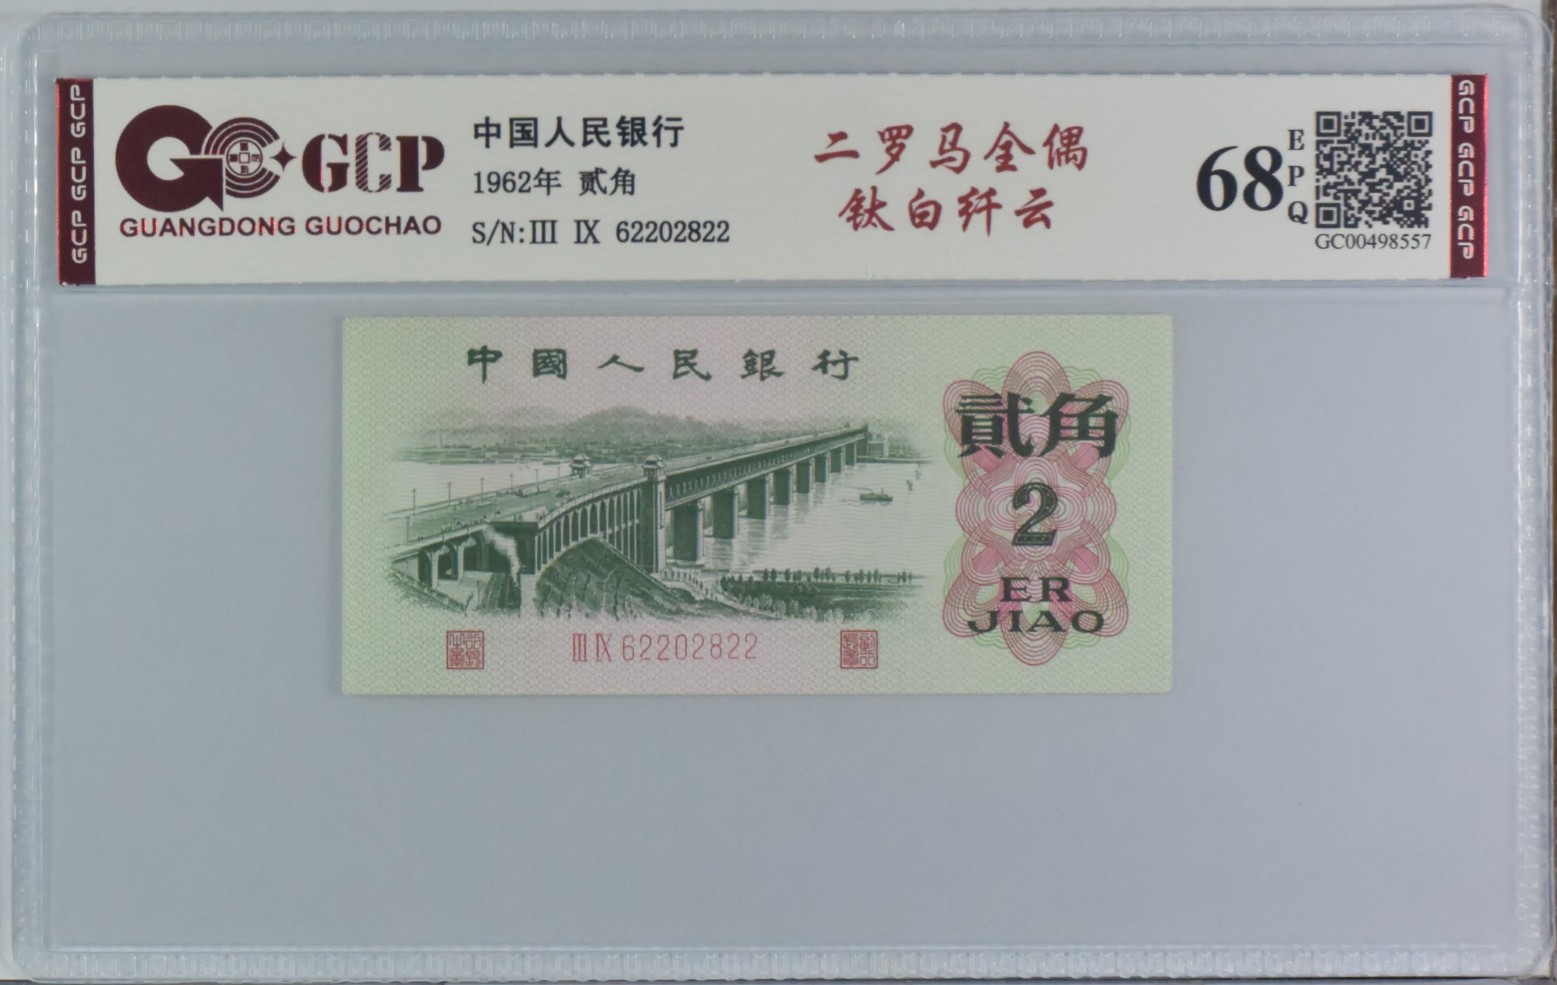 GCP GCP GCP
GCP
GUANGDONG GUOCHAO
中国人民银行
1962年 贰角
S/N:III IX 62202822
二罗马全偶
钛白纤云
68
EPQ
GC00498557
GCP GCP GCP
中國人民銀行
貳角
2
ER
JIAO
III IX 62202822